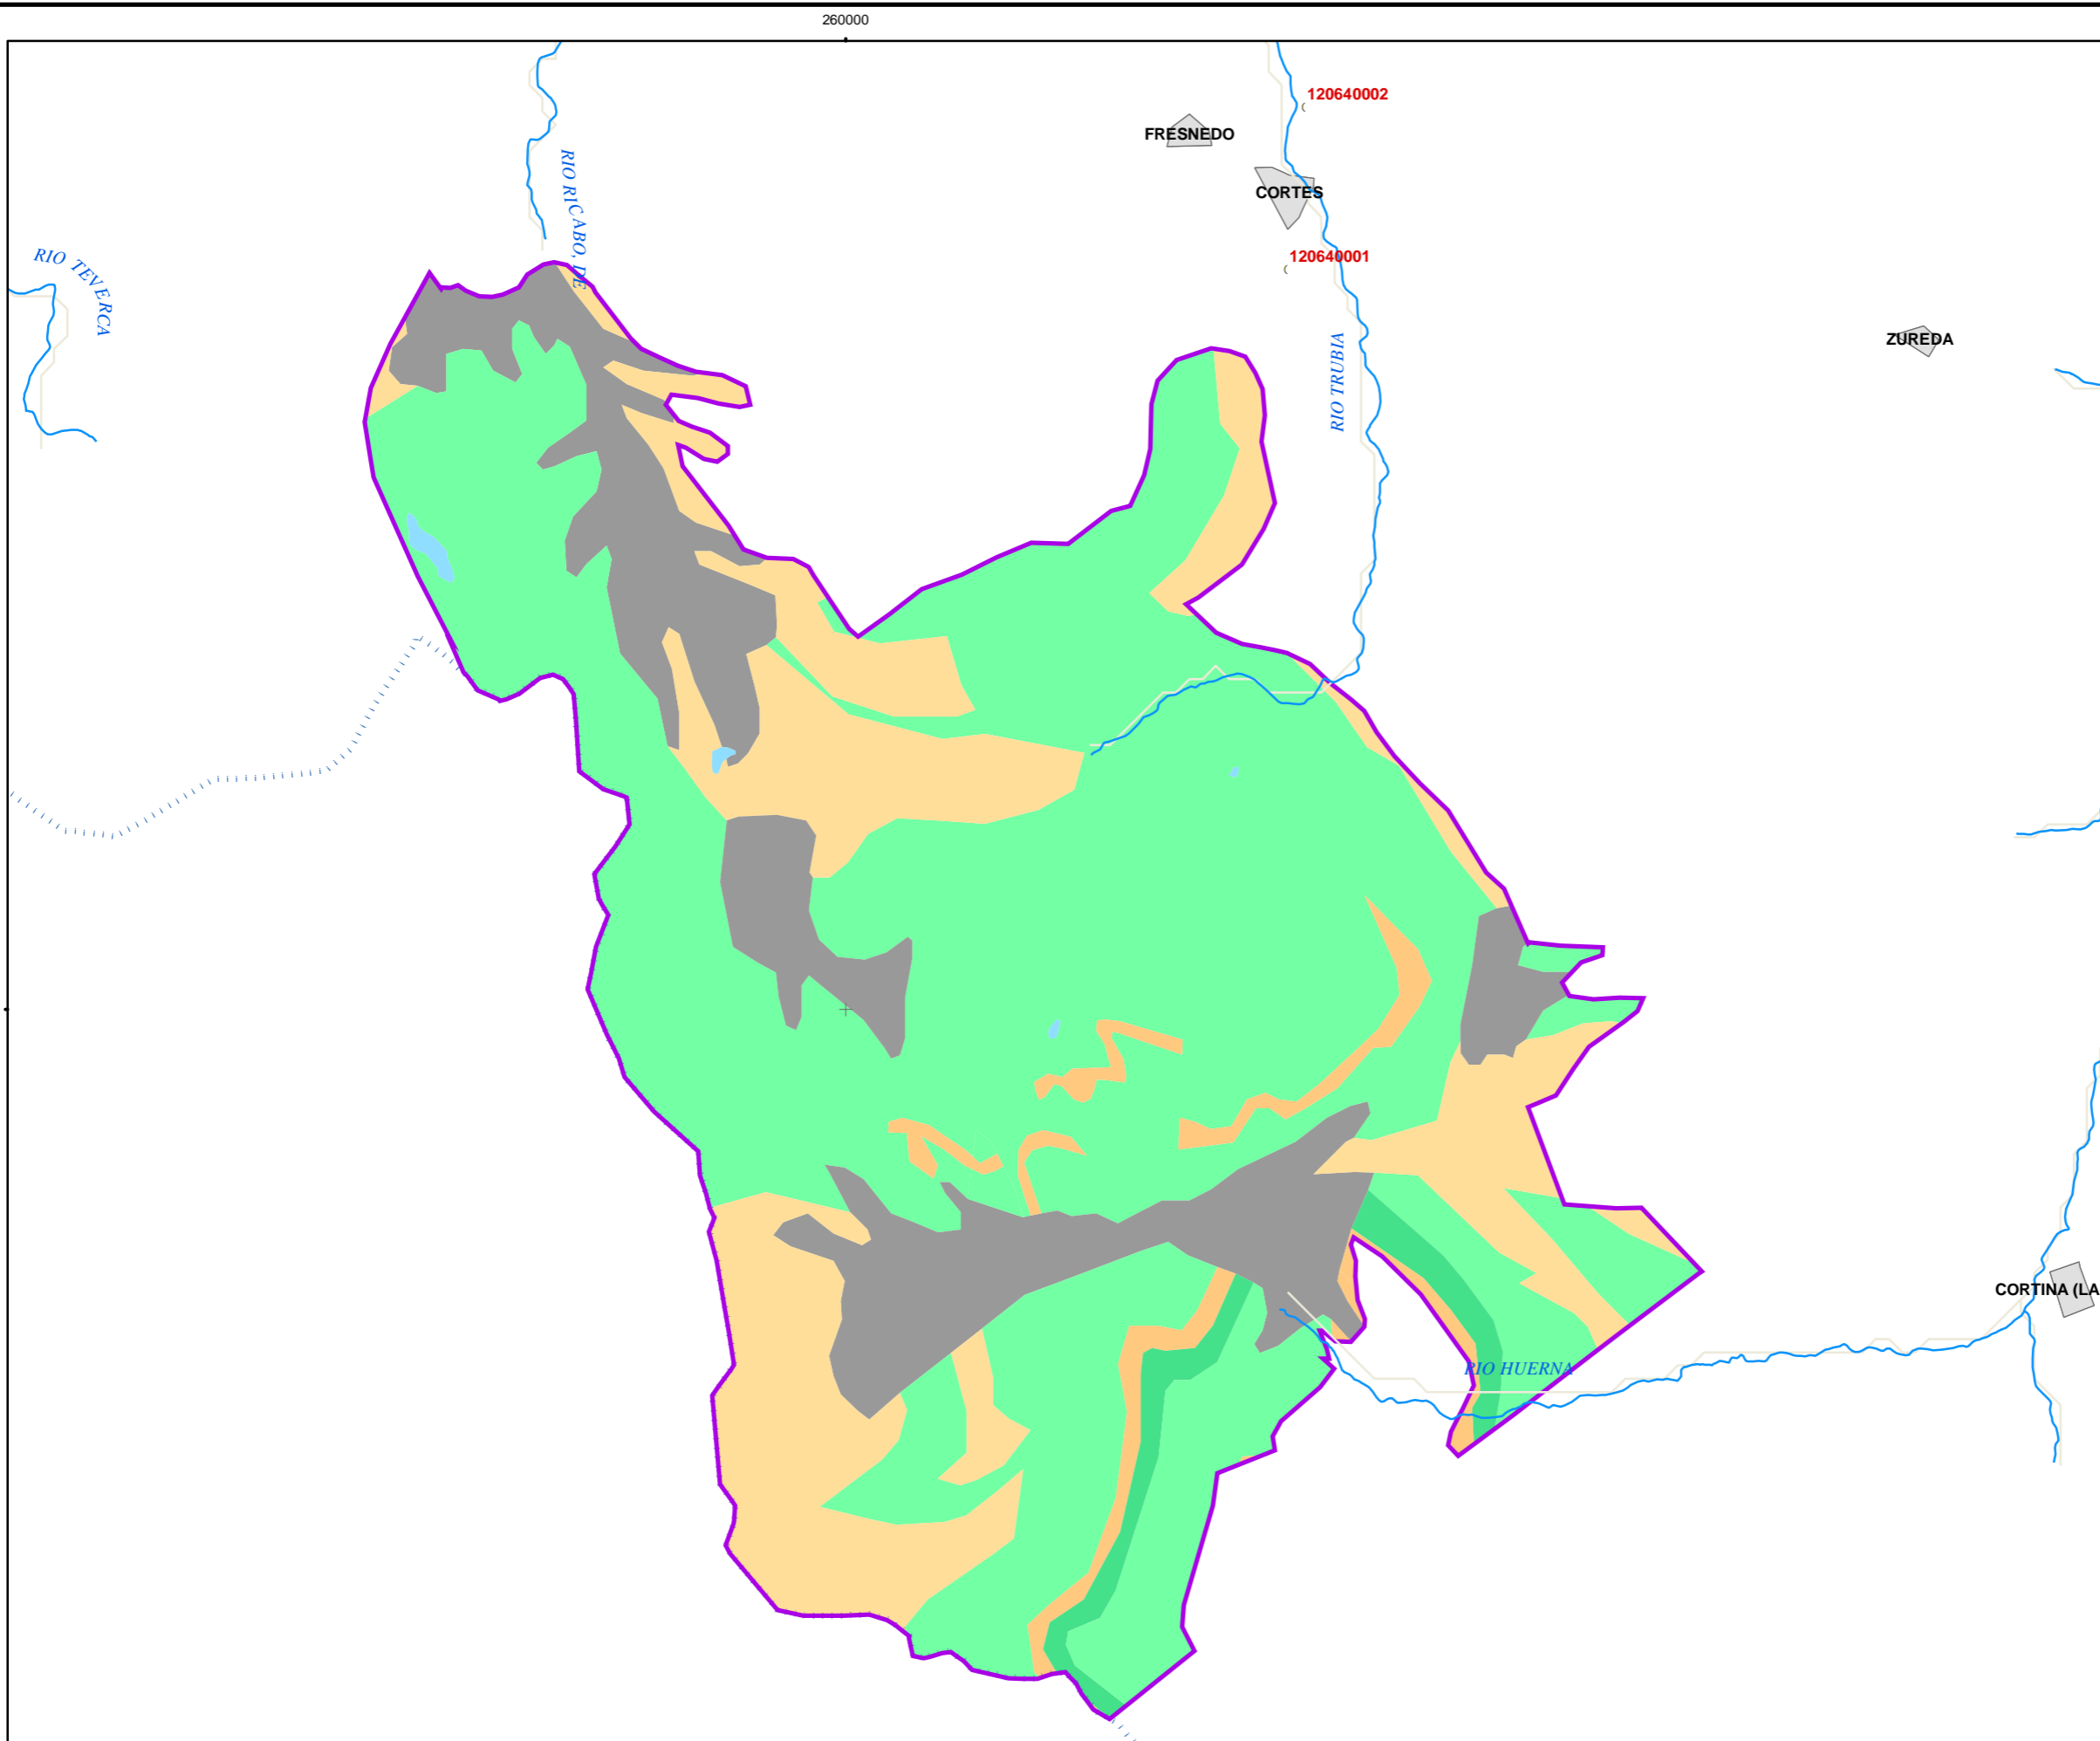 260000
120640002
FRESNEDO
CORTES
RIO RICABO, DE
120640001
RIO TEVERCA
RIO TRUBIA
ZUREDA
CORTINA (LA
RIO HUERNA